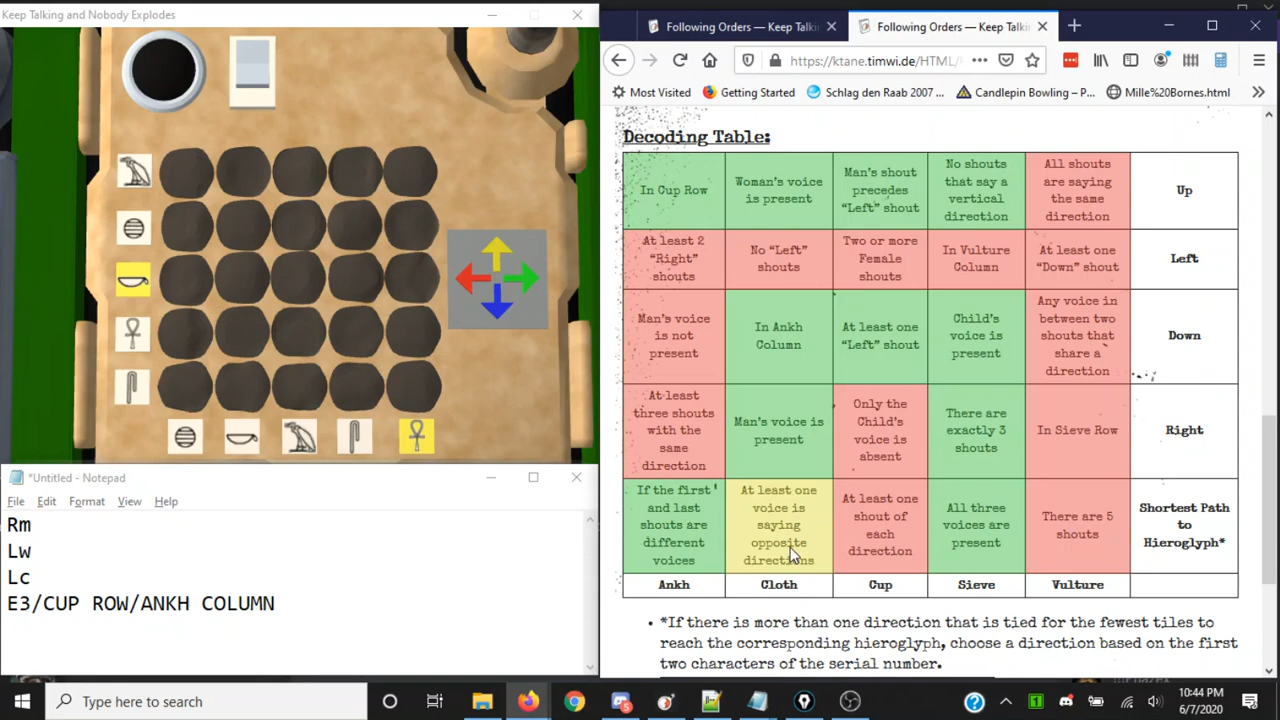 Keep Talking and Nobody Explodes
*Untitled - Notepad
File Edit Format View Help
Rm
Lw
Lc
E3/CUP ROW/ANKH COLUMN
Following Orders — Keep Talkin
Following Orders — Keep Talkin
https://ktane.timwi.de/HTML/
Most Visited Getting Started Schlag den Raab 2007 ... Candlepin Bowling – P... Mille%20Bornes.html
Decoding Table:
In Cup Row
Woman's voice
is present
Man's shout
precedes
“Left” shout
No shouts
that say a
vertical
direction
All shouts
are saying
the same
direction
Up
At least 2
“Right”
shouts
No “Left”
shouts
Two or more
Female
shouts
In Vulture
Column
At least one
“Down” shout
Left
Man's voice
is not
present
In Ankh
Column
At least one
“Left” shout
Child's
voice is
present
Any voice in
between two
shouts that
share a
direction
Down
At least
three shouts
with the
same
direction
Man's voice is
present
Only the
Child's
voice is
absent
There are
exactly 3
shouts
In Sieve Row
Right
If the first
and last
shouts are
different
voices
At least one
voice is
saying
opposite
directions
At least one
shout of
each
direction
All three
voices are
present
There are 5
shouts
Shortest Path
to
Hieroglyph*
Ankh Cloth Cup Sieve Vulture
• *If there is more than one direction that is tied for the fewest tiles to
reach the corresponding hieroglyph, choose a direction based on the first
two characters of the serial number.
Type here to search
1
10:44 PM
6/7/2020